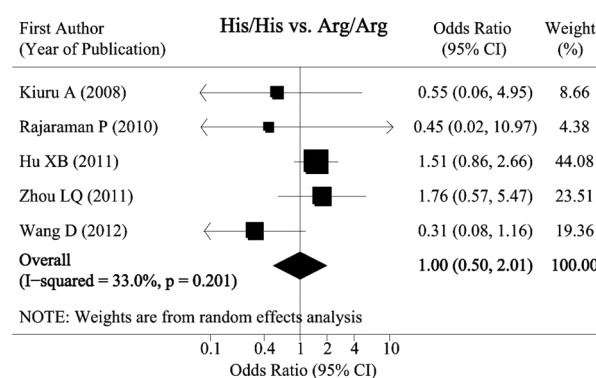 First Author His/His vs. Arg/Arg Odds Ratio Weight
(Year of Publication) (95% CI) (%)
Kiuru A (2008) 0.55 (0.06, 4.95) 8.66
Rajaraman P (2010) 0.45 (0.02, 10.97) 4.38
Hu XB (2011) 1.51 (0.86, 2.66) 44.08
Zhou LQ (2011) 1.76 (0.57, 5.47) 23.51
Wang D (2012) 0.31 (0.08, 1.16) 19.36
Overall 1.00 (0.50, 2.01) 100.00
(I−squared = 33.0%, p = 0.201)
NOTE: Weights are from random effects analysis
0.1 0.4 1 2 4 10
Odds Ratio (95% CI)